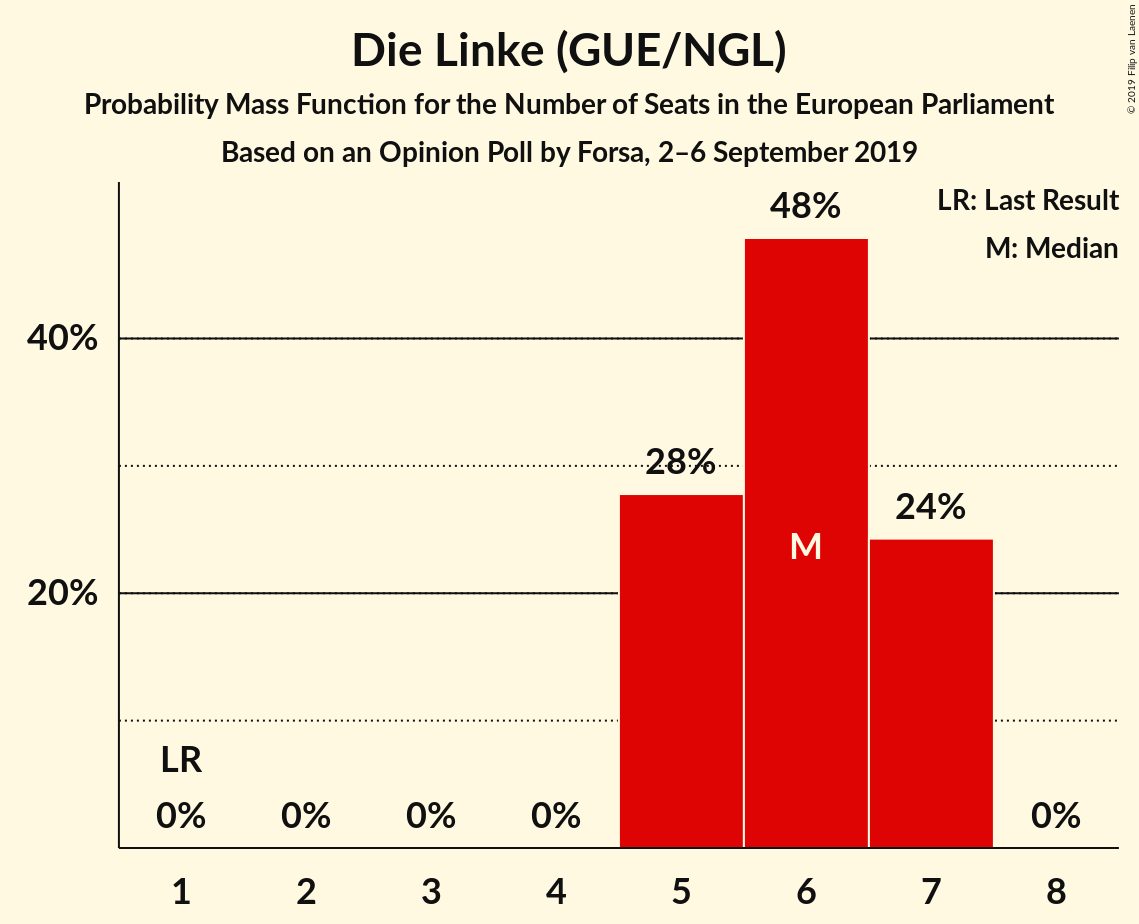 Die Linke (GUE/NGL)
Probability Mass Function for the Number of Seats in the European Parliament
Based on an Opinion Poll by Forsa, 2–6 September 2019
© 2019 Filip van Laenen
LR: Last Result
M: Median
48%
40%
28%
24%
M
20%
LR
0%
0%
0%
0%
0%
1 2 3 4 5 6 7 8